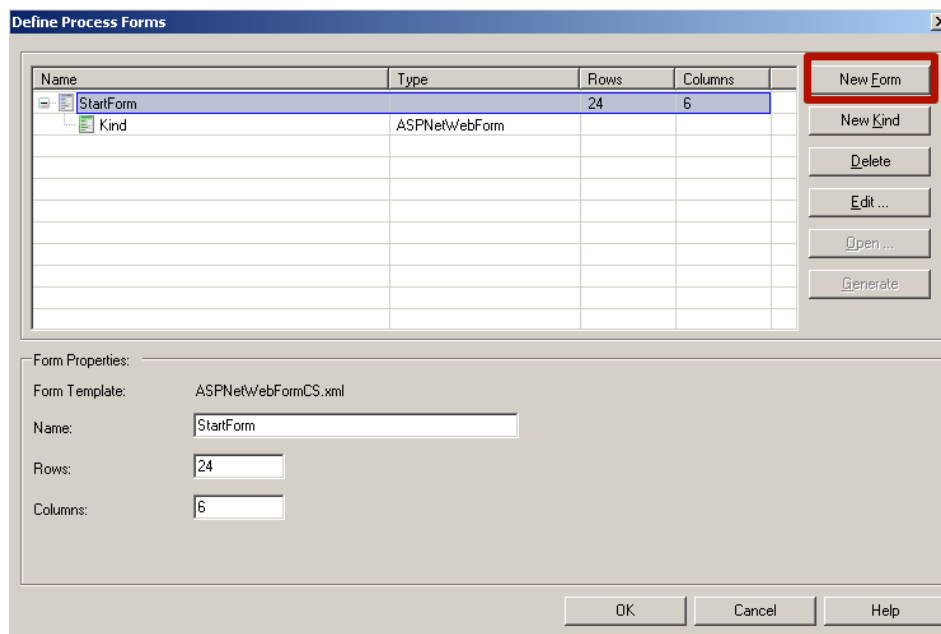 Define Process Forms
Name Type Rows Columns
StartForm 24 6
Kind ASPNetWebForm
New Form
New Kind
Delete
Edit ...
Open ...
Generate
Form Properties:
Form Template: ASPNetWebFormCS.xml
Name: StartForm
Rows: 24
Columns: 6
OK Cancel Help